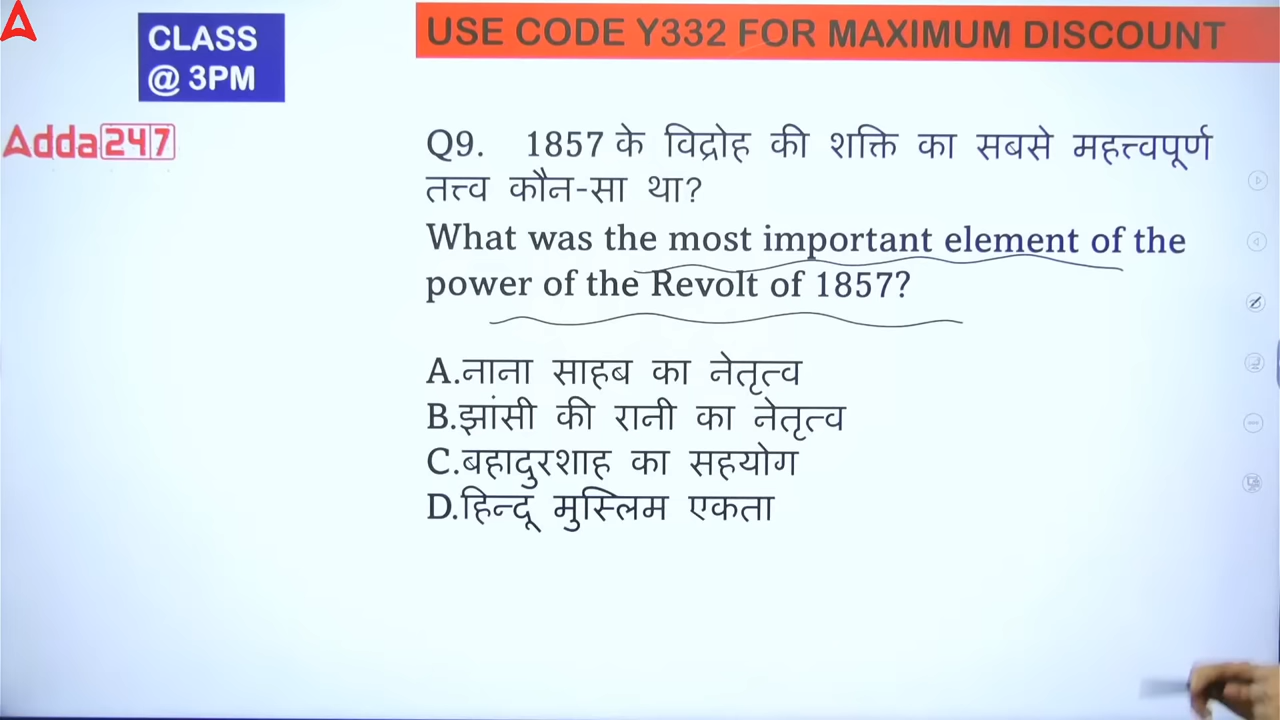 CLASS
@ 3PM
USE CODE Y332 FOR MAXIMUM DISCOUNT
Adda247
Q9. 1857 के विद्रोह की शक्ति का सबसे महत्त्वपूर्ण
तत्त्व कौन-सा था?
What was the most important element of the
power of the Revolt of 1857?
A.नाना साहब का नेतृत्व
B.झांसी की रानी का नेतृत्व
C.बहादुरशाह का सहयोग
D.हिन्दू मुस्लिम एकता